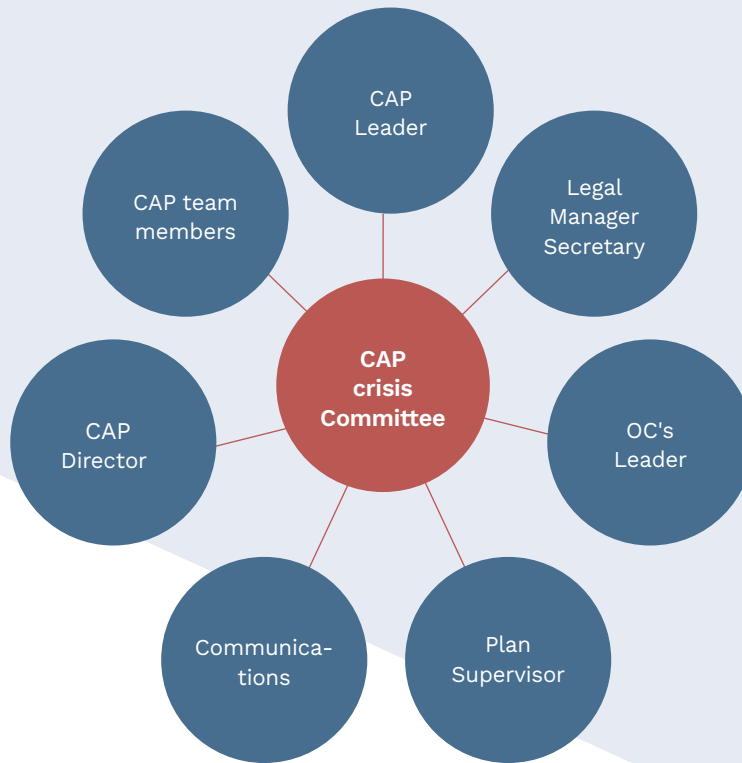 CAP
Leader
Legal
Manager
Secretary
CAP team
members
CAP
crisis
Committee
OC's
Leader
CAP
Director
Plan
Supervisor
Communica-
tions